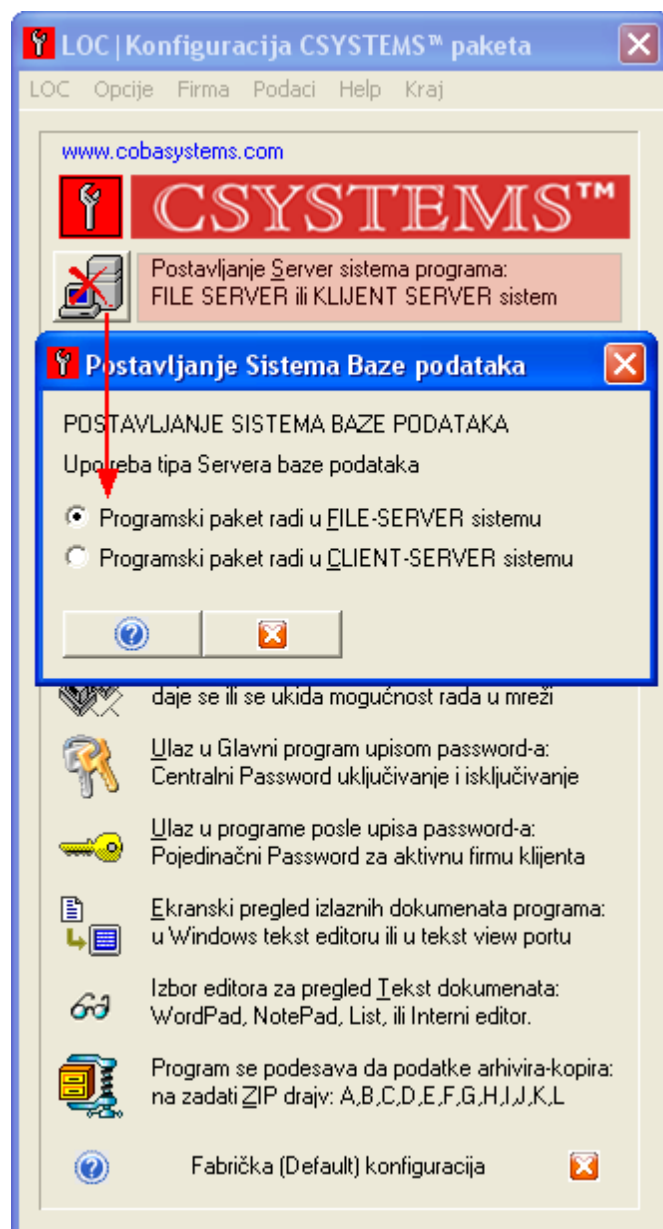 LOC|Konfiguracija CSYSTEMS™ paketa
LOC Opcije Firma Podaci Help Kraj
www.cobasystems.com
CSYSTEMS™
Postavljanje Server sistema programa:
FILE SERVER ili KLIJENT SERVER sistem
Postavljanje Sistema Baze podataka
POSTAVLJANJE SISTEMA BAZE PODATAKA
Upotreba tipa Servera baze podataka
Programski paket radi u FILE-SERVER sistemu
Programski paket radi u CLIENT-SERVER sistemu
daje se ili se ukida mogućnost rada u mreži
Ulaz u Glavni program upisom password-a:
Centralni Password uključivanje i isključivanje
Ulaz u programe posle upisa password-a:
Pojedinačni Password za aktivnu firmu klijenta
Ekranski pregled izlaznih dokumenata programa:
u Windows tekst editoru ili u tekst view portu
Izbor editora za pregled Tekst dokumenata:
WordPad, NotePad, List, ili Interni editor.
Program se podesava da podatke arhivira-kopira:
na zadati ZIP drajv: A,B,C,D,E,F,G,H,I,J,K,L
Fabrička (Default) konfiguracija